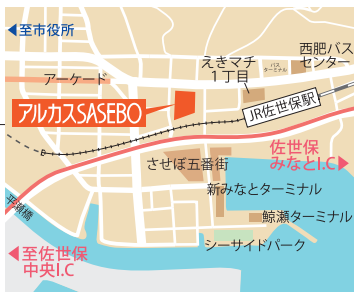 ◀至市役所
西肥バス
センター
えきマチ
1丁目
バス
ターミナル
アーケード
アルカスSASEBO
JR佐世保駅
佐世保
みなとI.C▶
させぼ五番街
新みなとターミナル
平瀬橋
鯨瀬ターミナル
シーサイドパーク
◀至佐世保
中央I.C